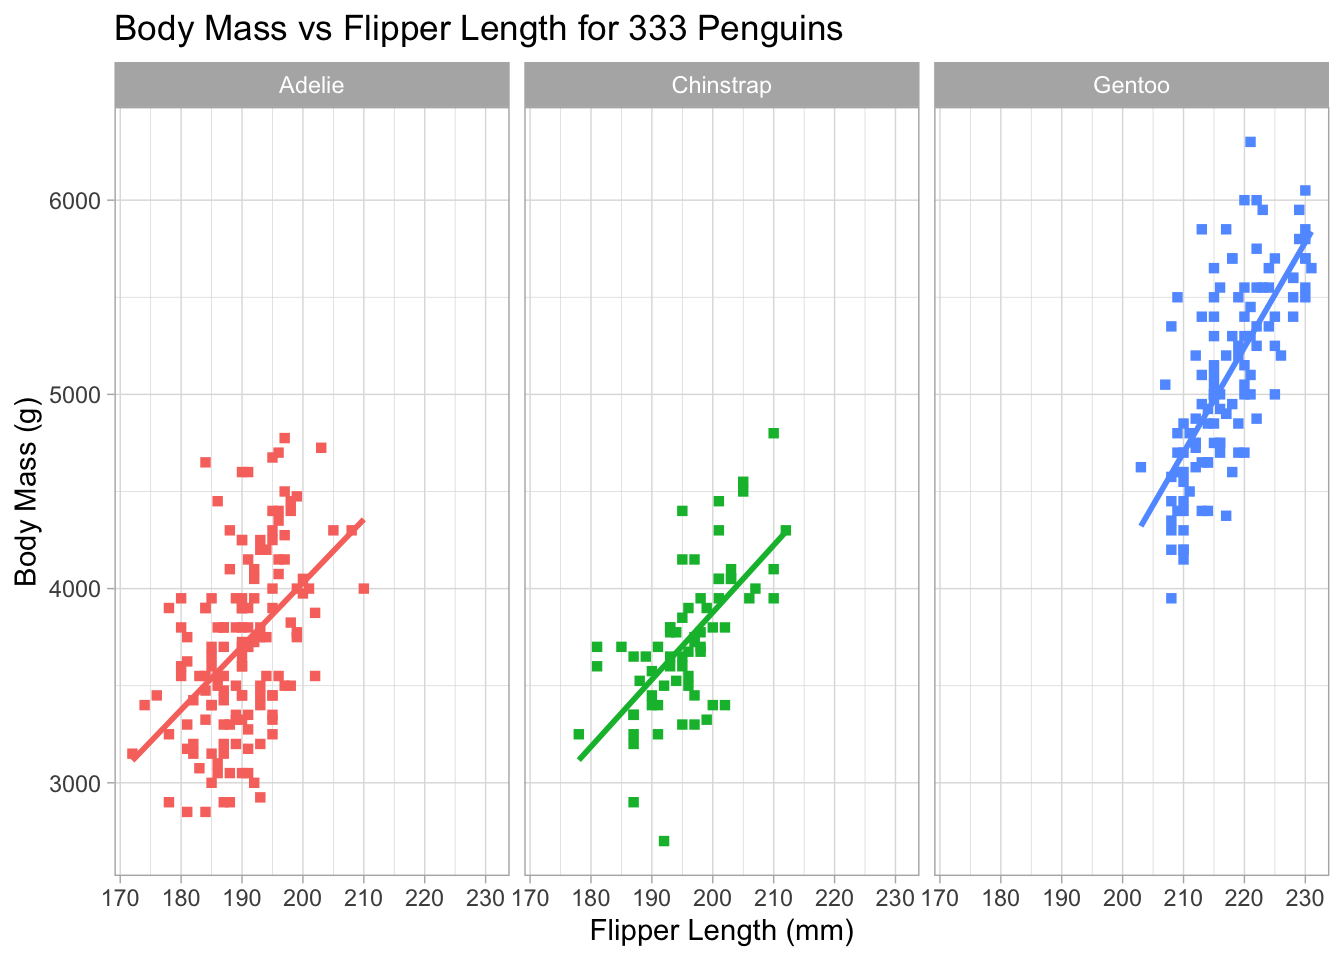 Body Mass vs Flipper Length for 333 Penguins
Adelie Chinstrap Gentoo
6000
5000
4000
3000
Body Mass (g)
170 180 190 200 210 220 230 170 180 190 200 210 220 230 170 180 190 200 210 220 230
Flipper Length (mm)